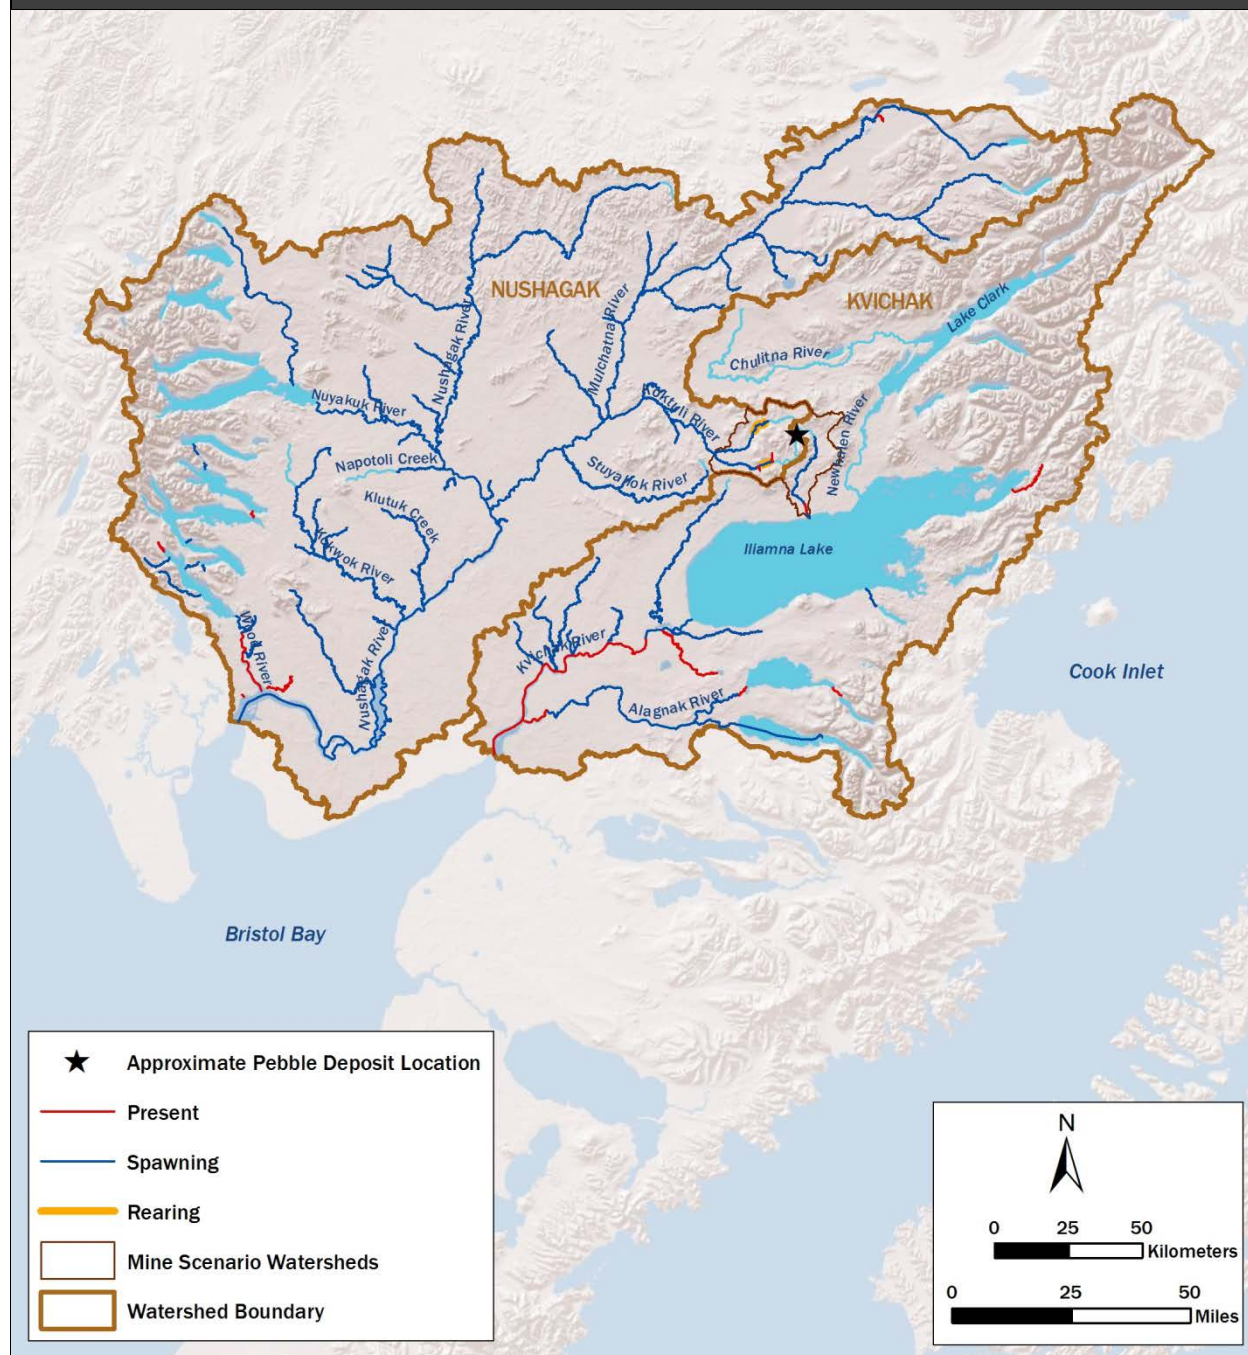 NUSHAGAK
KVICHAK
Lake Clark
Chulitna River
Nushagak River
Mulchatna River
Koktuli River
Nuyakuk River
Newhalen River
Napotoli Creek
Stuyahok River
Klutuk Creek
Kokwok River
Iliamna Lake
Wood River
Nushagak River
Kvichak River
Alagnak River
Cook Inlet
Bristol Bay
Approximate Pebble Deposit Location
Present
Spawning
Rearing
Mine Scenario Watersheds
Watershed Boundary
N
0 25 50
Kilometers
0 25 50
Miles